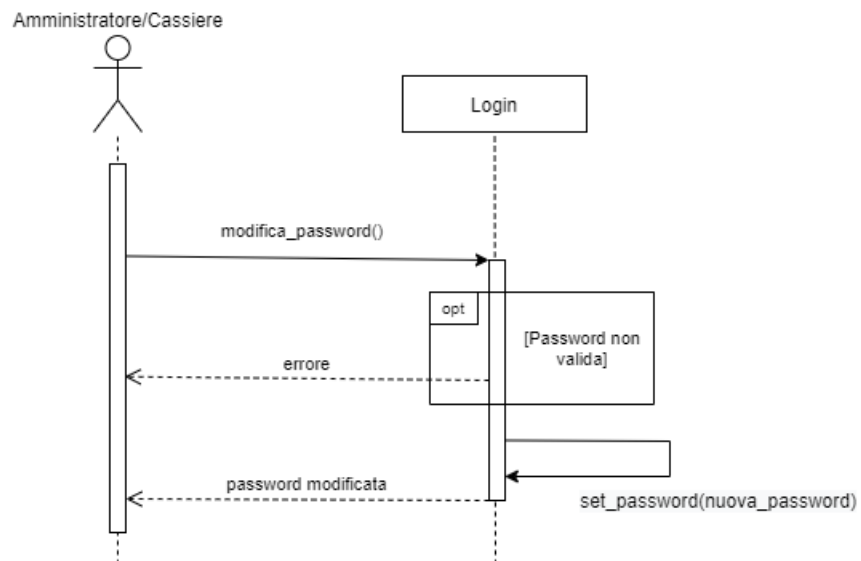 Amministratore/Cassiere
Login
modifica_password()
opt
[Password non
valida]
errore
password modificata
set_password(nuova_password)